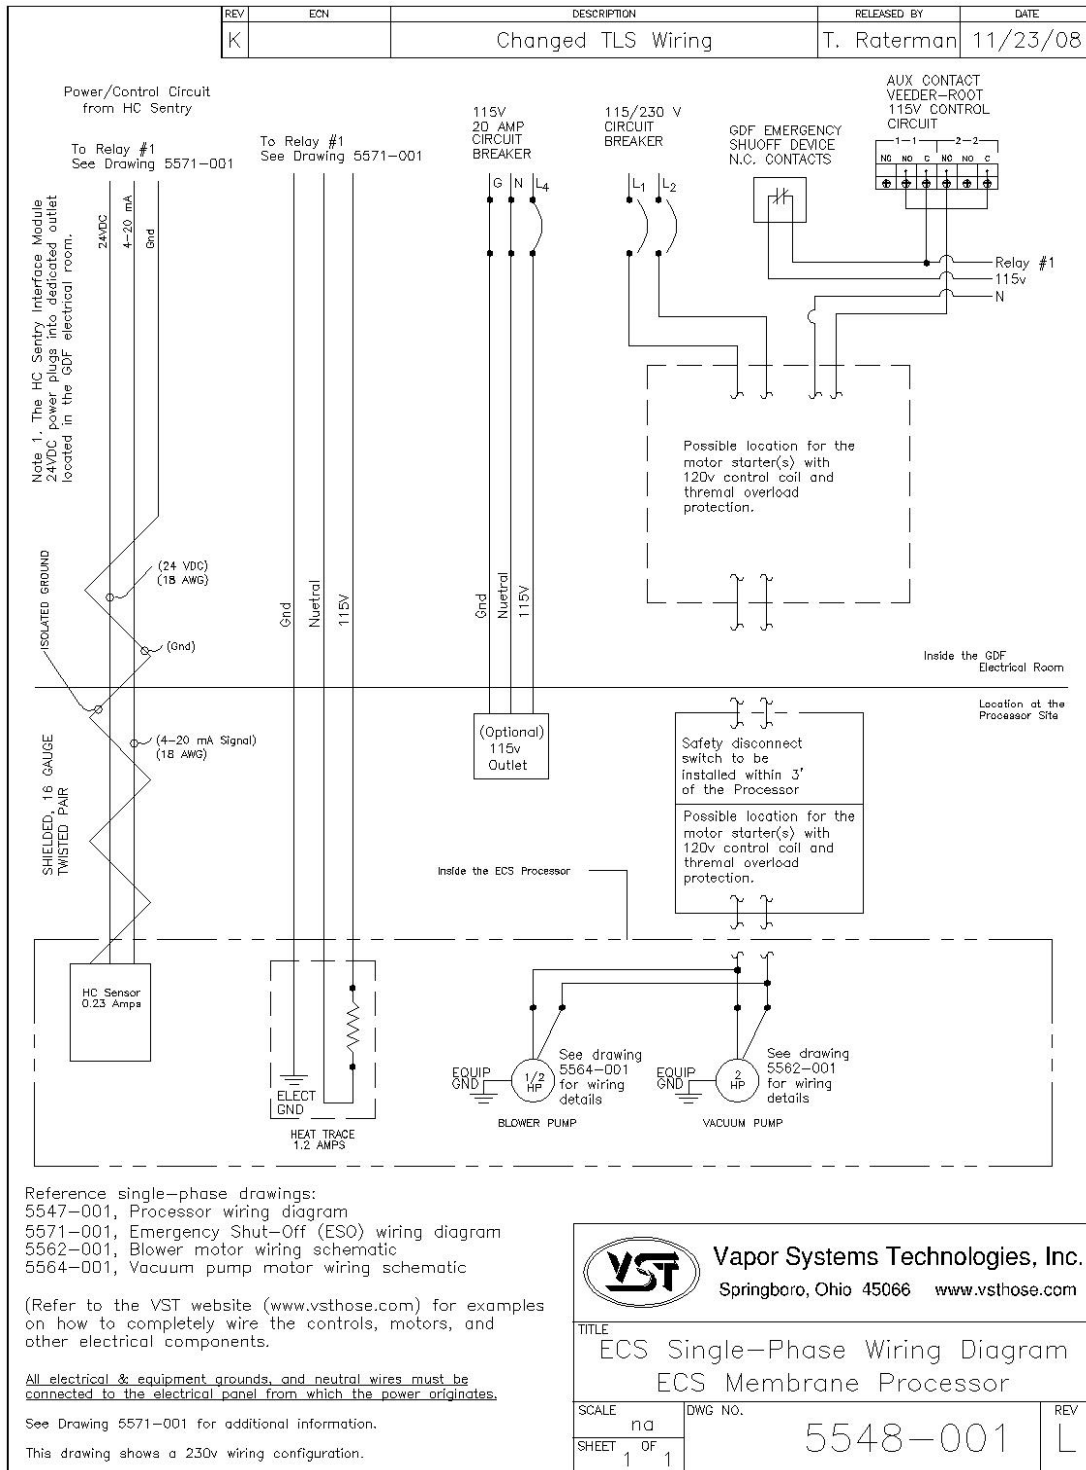 REV ECN DESCRIPTION RELEASED BY DATE
K Changed TLS Wiring T. Raterman 11/23/08
Power/Control Circuit
from HC Sentry
To Relay #1
See Drawing 5571-001
To Relay #1
See Drawing 5571-001
115V
20 AMP
CIRCUIT
BREAKER
115/230 V
CIRCUIT
BREAKER
GDF EMERGENCY
SHUOFF DEVICE
N.C. CONTACTS
AUX CONTACT
VEEDER-ROOT
115V CONTROL
CIRCUIT
1-1 2-2
NC NO C NC NO C
G N L4
L1 L2
Relay #1
115v
N
Note 1. The HC Sentry Interface Module
24VDC power plugs into dedicated outlet
located in the GDF electrical room.
24VDC
4-20 mA
Gnd
Possible location for the
motor starter(s) with
120v control coil and
thremal overload
protection.
ISOLATED GROUND
(24 VDC)
(18 AWG)
(Gnd)
Gnd
Nuetral
115V
Gnd
Nuetral
115V
Inside the GDF
Electrical Room
Location at the
Processor Site
(4-20 mA Signal)
(18 AWG)
SHIELDED, 16 GAUGE
TWISTED PAIR
(Optional)
115v
Outlet
Safety disconnect
switch to be
installed within 3'
of the Processor
Possible location for the
motor starter(s) with
120v control coil and
thremal overload
protection.
Inside the ECS Processor
HC Sensor
0.23 Amps
ELECT
GND
HEAT TRACE
1.2 AMPS
EQUIP
GND
1/2
HP
See drawing
5564-001
for wiring
details
BLOWER PUMP
EQUIP
GND
2
HP
See drawing
5562-001
for wiring
details
VACUUM PUMP
Reference single-phase drawings:
5547-001, Processor wiring diagram
5571-001, Emergency Shut-Off (ESO) wiring diagram
5562-001, Blower motor wiring schematic
5564-001, Vacuum pump motor wiring schematic
(Refer to the VST website (www.vsthose.com) for examples
on how to completely wire the controls, motors, and
other electrical components.
All electrical & equipment grounds, and neutral wires must be
connected to the electrical panel from which the power originates.
See Drawing 5571-001 for additional information.
This drawing shows a 230v wiring configuration.
VST
Vapor Systems Technologies, Inc.
Springboro, Ohio 45066 www.vsthose.com
TITLE
ECS Single-Phase Wiring Diagram
ECS Membrane Processor
SCALE
na
DWG NO.
5548-001
REV
L
SHEET 1 OF 1